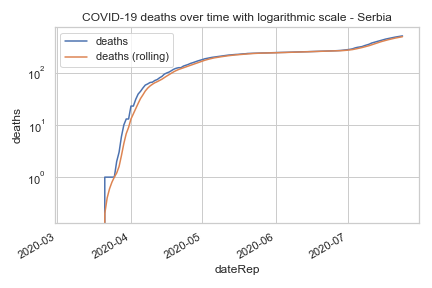 COVID-19 deaths over time with logarithmic scale - Serbia
deaths
deaths (rolling)
10²
10¹
10⁰
deaths
2020-03
2020-04
2020-05
2020-06
2020-07
dateRep